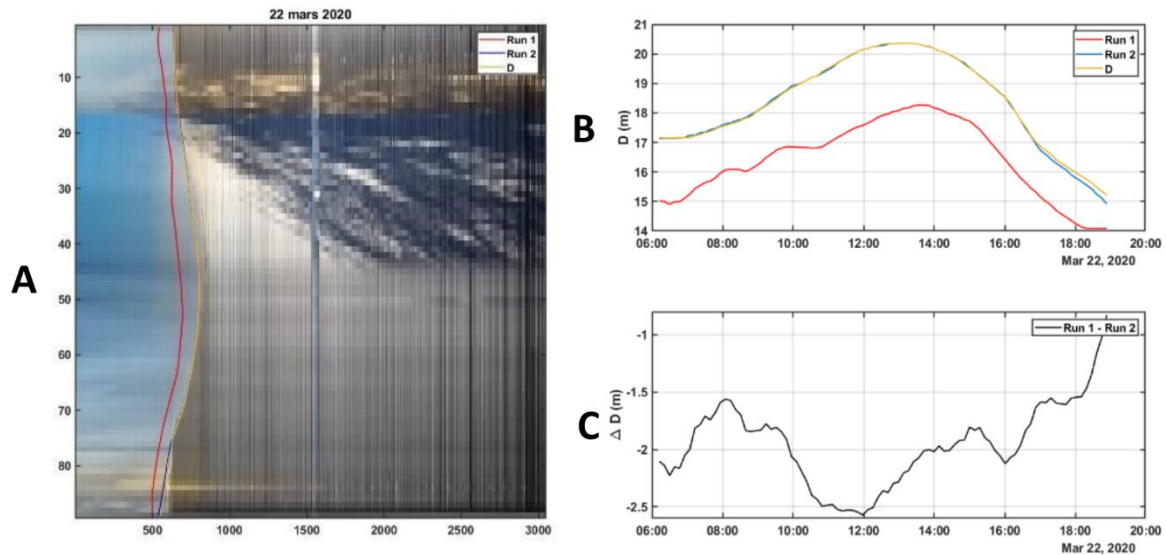 22 mars 2020
Run 1
Run 2
D
10
20
30
40
50
60
70
80
500
1000
1500
2000
2500
3000
A
B
D (m)
21
20
19
18
17
16
15
14
Run 1
Run 2
D
06:00
08:00
10:00
12:00
14:00
16:00
18:00
20:00
Mar 22, 2020
C
Δ D (m)
-1
-1.5
-2
-2.5
Run 1 - Run 2
06:00
08:00
10:00
12:00
14:00
16:00
18:00
20:00
Mar 22, 2020